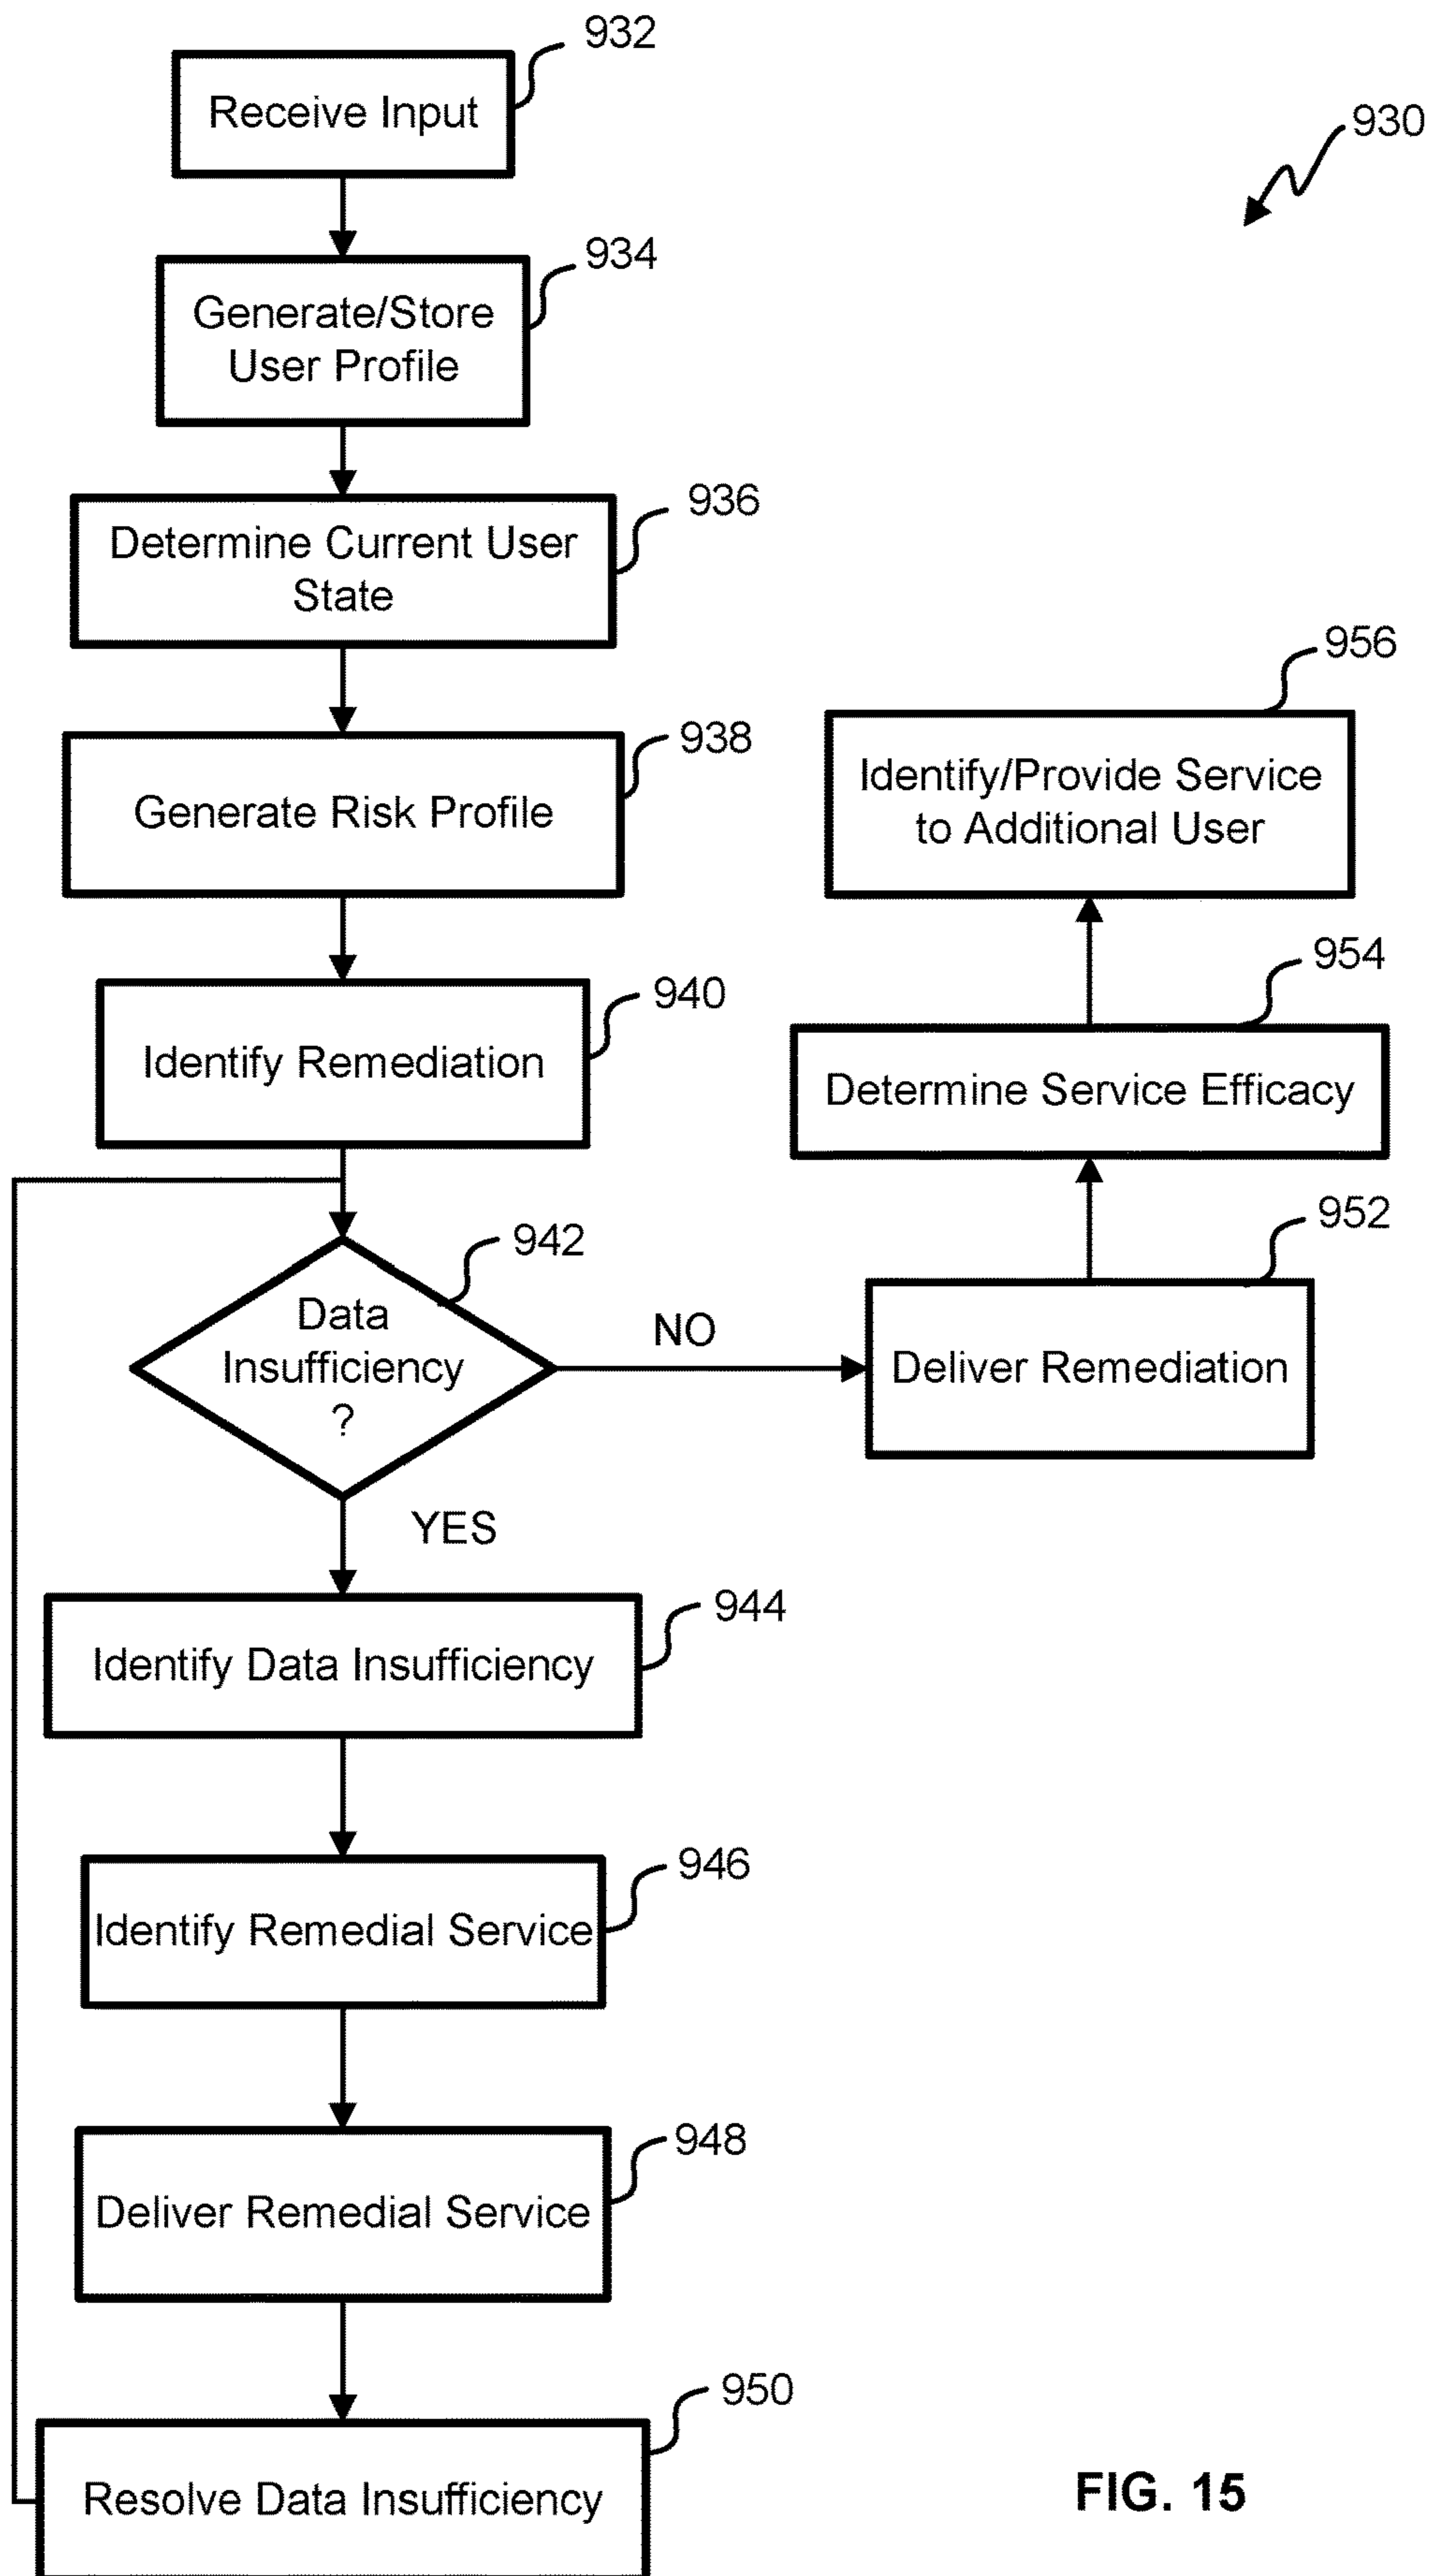 932
Receive Input
930
934
Generate/Store
User Profile
936
Determine Current User
State
938
Generate Risk Profile
956
Identify/Provide Service
to Additional User
940
Identify Remediation
954
Determine Service Efficacy
942
Data
Insufficiency
?
NO
952
Deliver Remediation
YES
944
Identify Data Insufficiency
946
Identify Remedial Service
948
Deliver Remedial Service
950
Resolve Data Insufficiency
FIG. 15